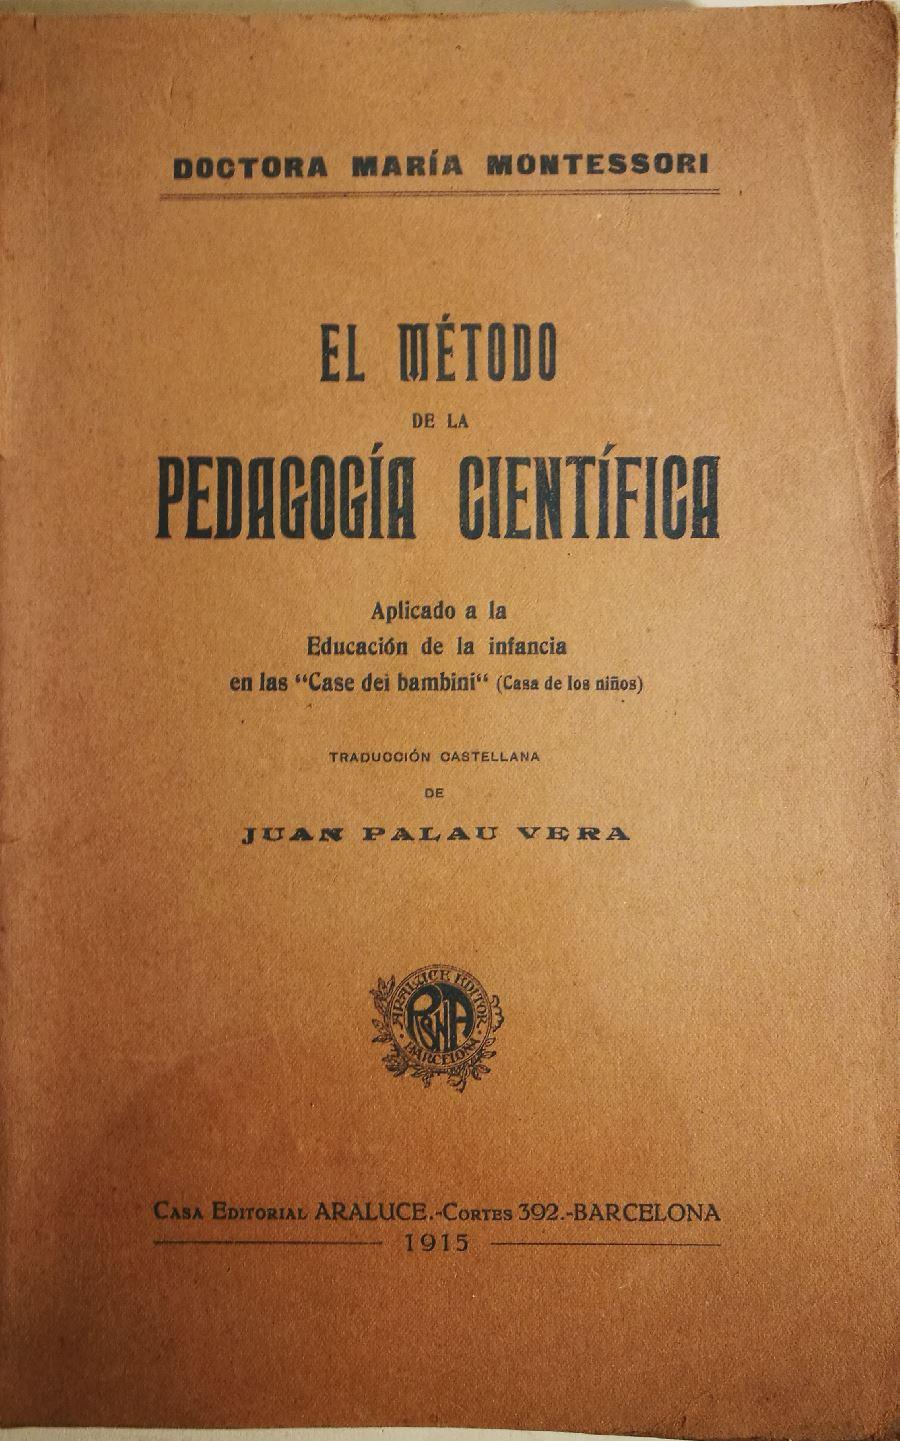 DOCTORA MARÍA MONTESSORI
EL MÉTODO
DE LA
PEDAGOGÍA CIENTÍFICA
Aplicado a la
Educación de la infancia
en las “Case dei bambini“ (Casa de los niños)
TRADUCCIÓN CASTELLANA
DE
JUAN PALAU VERA
ARALUCE EDITOR
BARCELONA
CASA EDITORIAL ARALUCE.-CORTES 392.-BARCELONA
1915